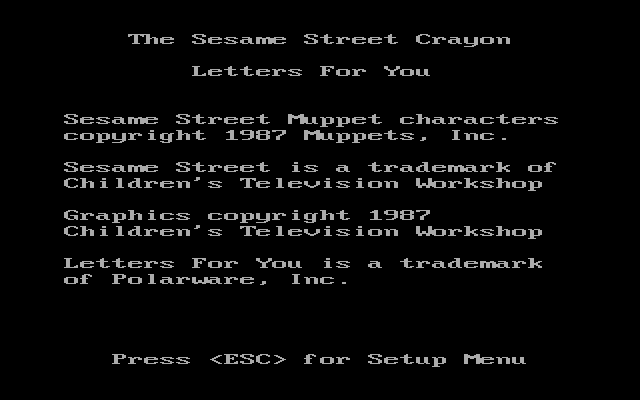 The Sesame Street Crayon
Letters For You
Sesame Street Muppet characters
copyright 1987 Muppets, Inc.
Sesame Street is a trademark of
Children's Television Workshop
Graphics copyright 1987
Children's Television Workshop
Letters For You is a trademark
of Polarware, Inc.
Press <ESC> for Setup Menu